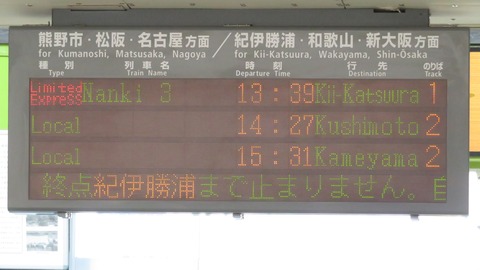 熊野市・松阪・名古屋方面／紀伊勝浦・和歌山・新大阪方面
for Kumanoshi, Matsusaka, Nagoya for Kii-Katsuura, Wakayama, Shin-Ōsaka
種別 列車名 時刻 行先 のりば
Type Train Name Departure Time Destination Track
Limited Express Nanki 3 13:39 Kii-Katsuura 1
Local 14:27 Kushimoto 2
Local 15:31 Kameyama 2
終点紀伊勝浦まで止まりません。自